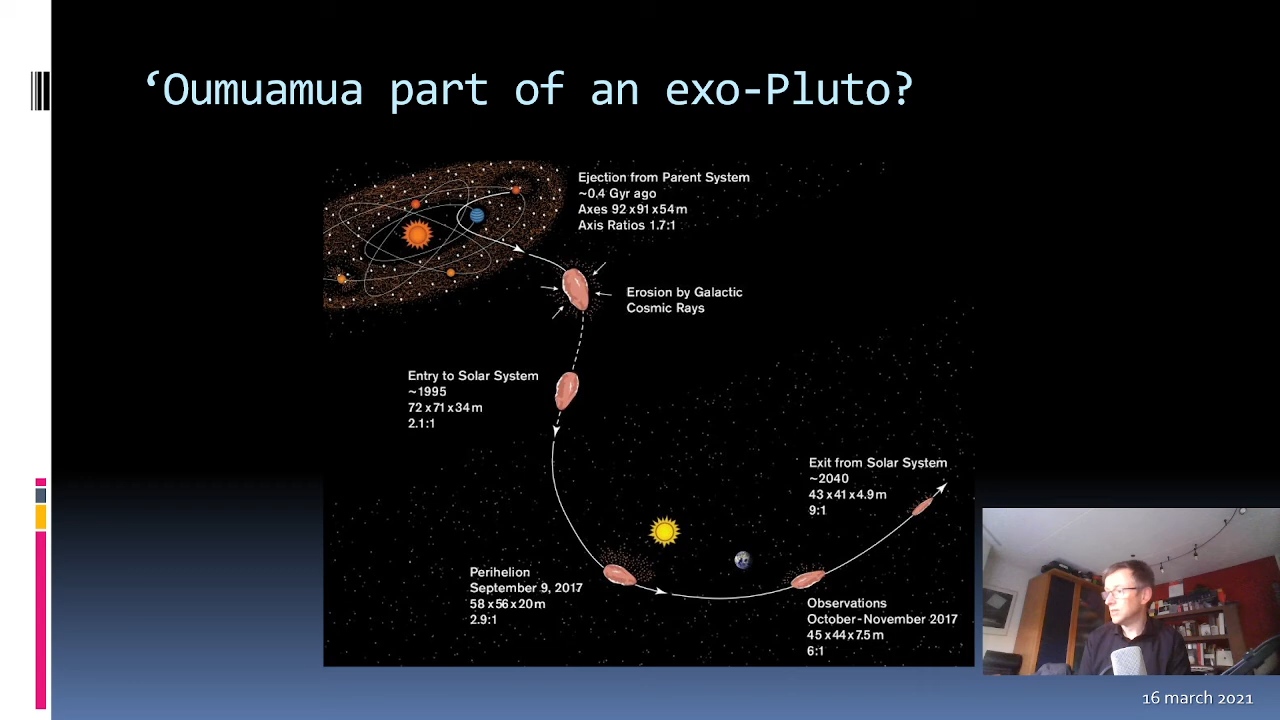 ‘Oumuamua part of an exo-Pluto?
Ejection from Parent System
~0.4 Gyr ago
Axes 92 x 91 x 54 m
Axis Ratios 1.7:1
Erosion by Galactic
Cosmic Rays
Entry to Solar System
~1995
72 x 71 x 34 m
2.1:1
Perihelion
September 9, 2017
58 x 56 x 20 m
2.9:1
Observations
October-November 2017
45 x 44 x 7.5 m
6:1
Exit from Solar System
~2040
43 x 41 x 4.9 m
9:1
16 march 2021